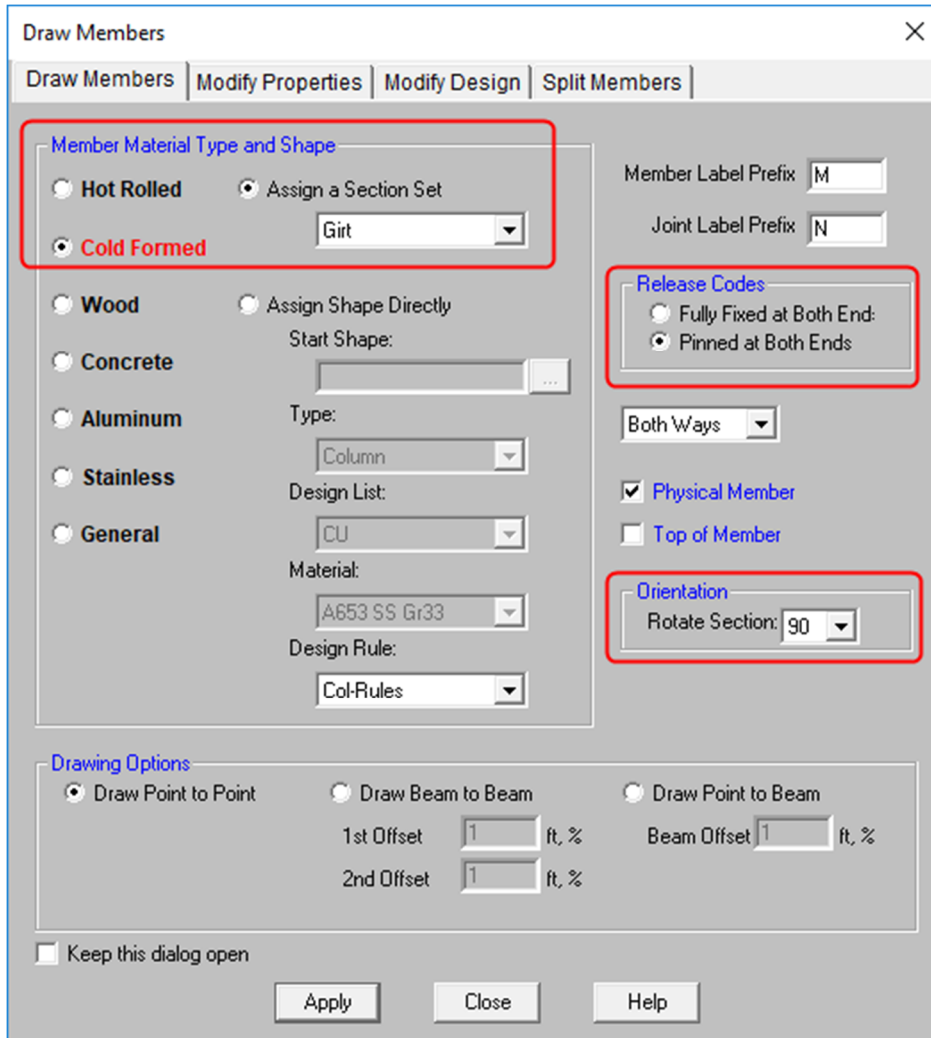 Draw Members
Draw Members Modify Properties Modify Design Split Members
Member Material Type and Shape
Hot Rolled
Assign a Section Set
Girt
Cold Formed
Wood
Assign Shape Directly
Start Shape:
...
Concrete
Type:
Aluminum
Column
Stainless
Design List:
General
CU
Material:
A653 SS Gr33
Design Rule:
Col-Rules
Member Label Prefix M
Joint Label Prefix N
Release Codes
Fully Fixed at Both End:
Pinned at Both Ends
Both Ways
Physical Member
Top of Member
Orientation
Rotate Section: 90
Drawing Options
Draw Point to Point
Draw Beam to Beam
1st Offset 1 ft, %
2nd Offset 1 ft, %
Draw Point to Beam
Beam Offset 1 ft, %
Keep this dialog open
Apply Close Help